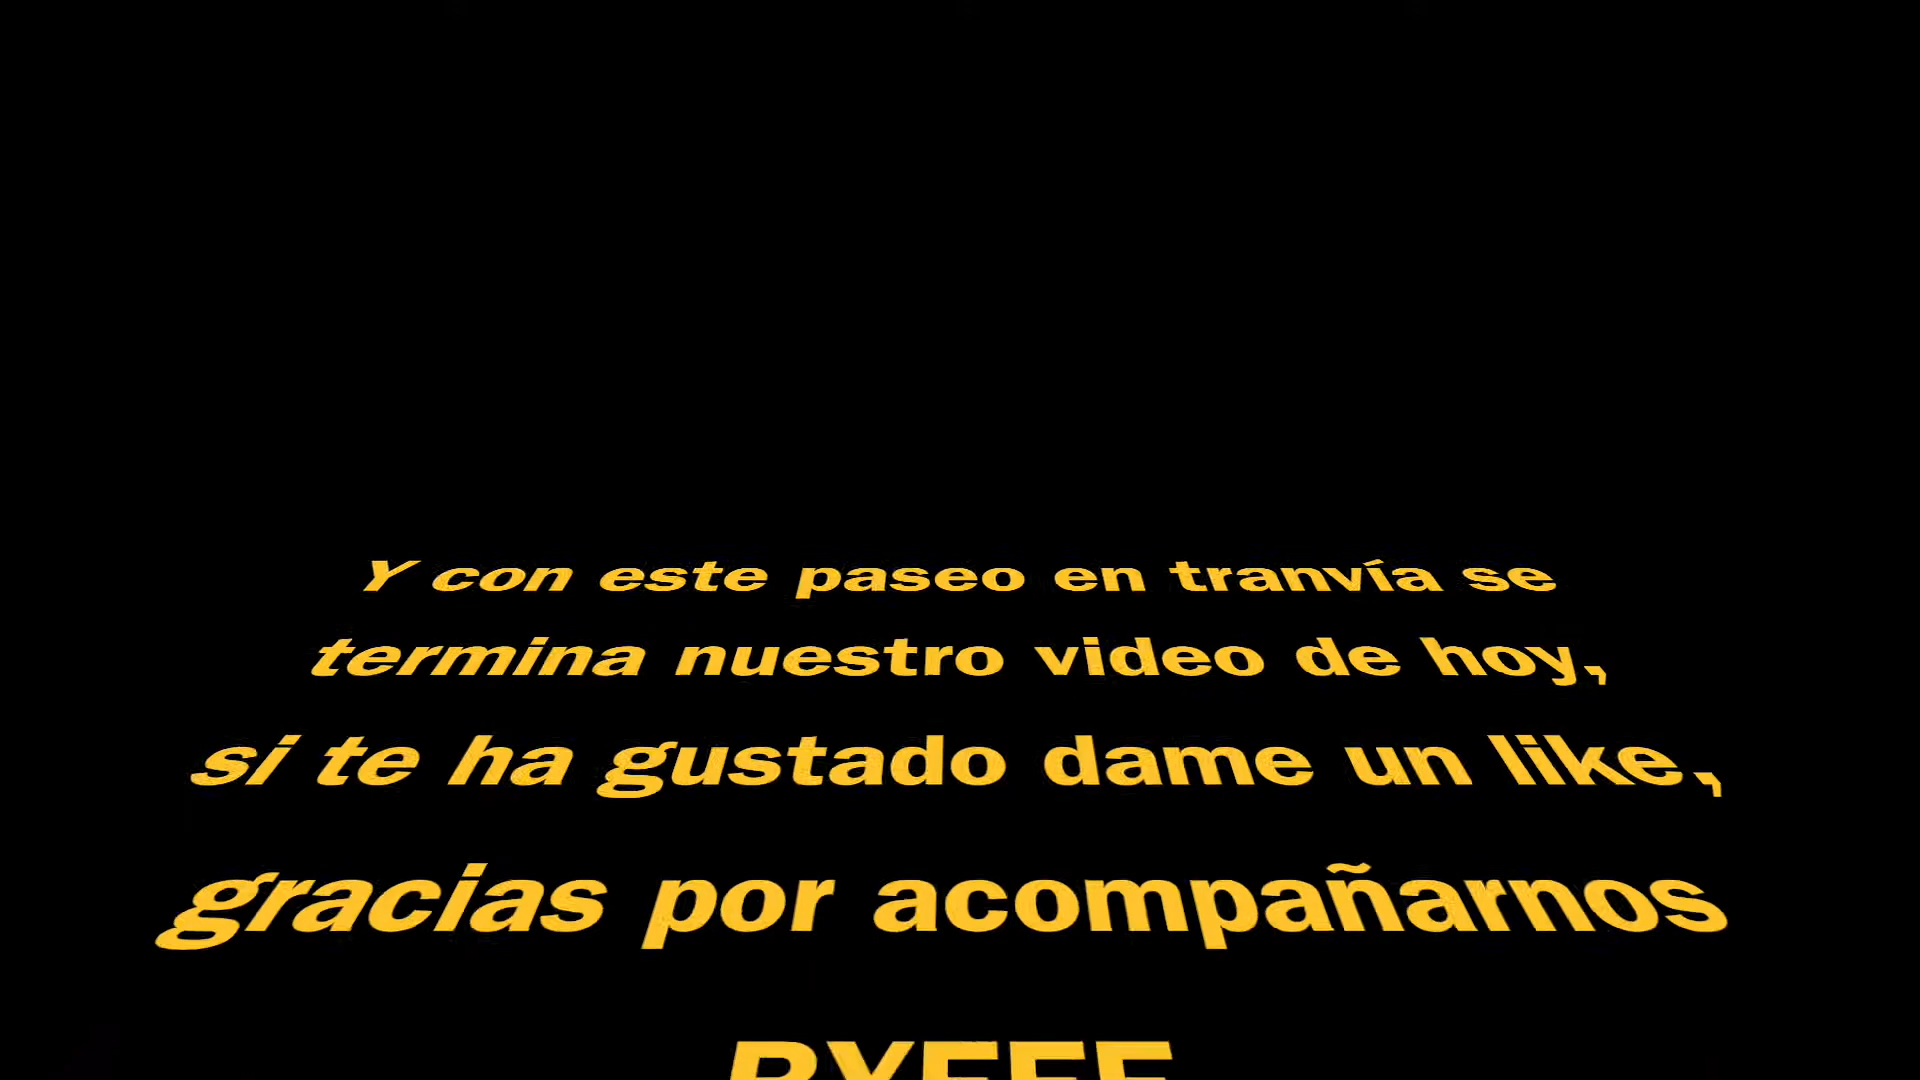 Y con este paseo en tranvía se
termina nuestro video de hoy,
si te ha gustado dame un like,
gracias por acompañarnos
BYEEE